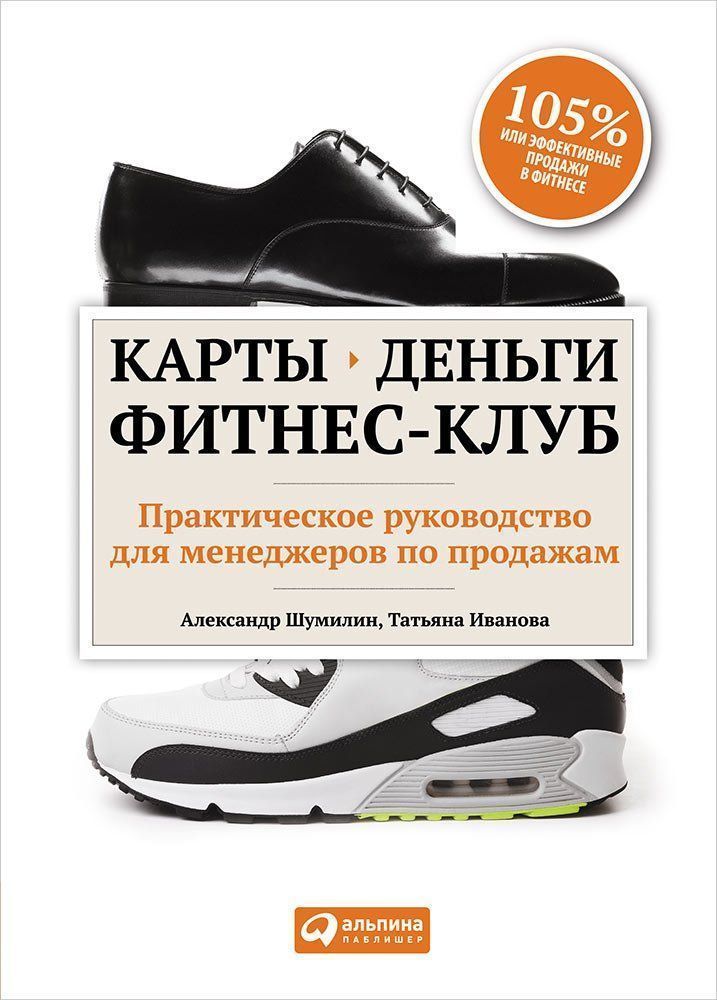 105%
ИЛИ ЭФФЕКТИВНЫЕ
ПРОДАЖИ
В ФИТНЕСЕ
КАРТЫ ДЕНЬГИ
ФИТНЕС-КЛУБ
Практическое руководство
для менеджеров по продажам
Александр Шумилин, Татьяна Иванова
альпина
ПАБЛИШЕР